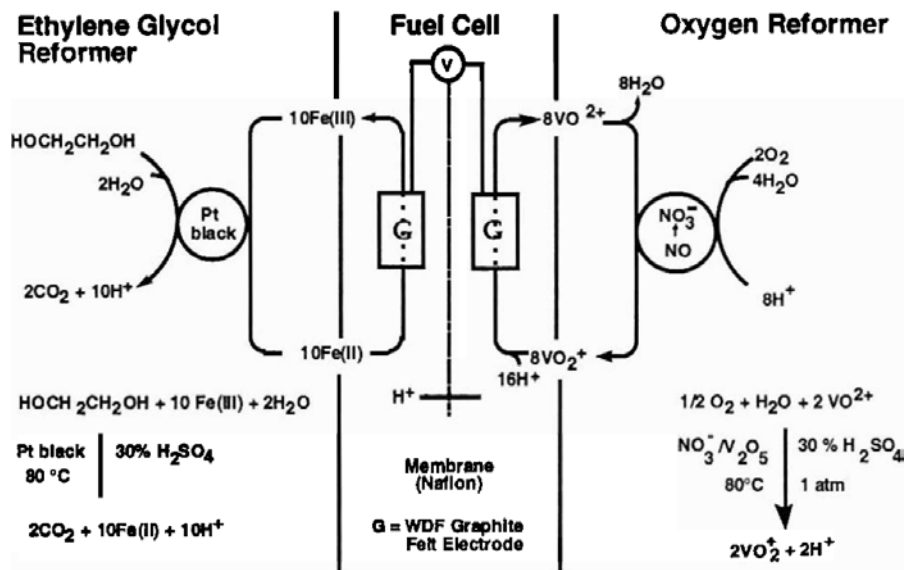 Ethylene Glycol
Reformer
Fuel Cell
Oxygen Reformer
V
8H₂O
10Fe(III)
8VO ²⁺
HOCH₂CH₂OH
2H₂O
2O₂
4H₂O
Pt
black
G
G
NO₃⁻
↑
NO
2CO₂ + 10H⁺
8H⁺
10Fe(II)
8VO₂⁺
16H⁺
H⁺
HOCH₂CH₂OH + 10 Fe(III) + 2H₂O
1/2 O₂ + H₂O + 2 VO²⁺
Pt black
80 °C
30% H₂SO₄
Membrane
(Nafion)
NO₃⁻/V₂O₅
80°C
30 % H₂SO₄
1 atm
2CO₂ + 10Fe(II) + 10H⁺
G = WDF Graphite
Felt Electrode
2VO₂⁺ + 2H⁺